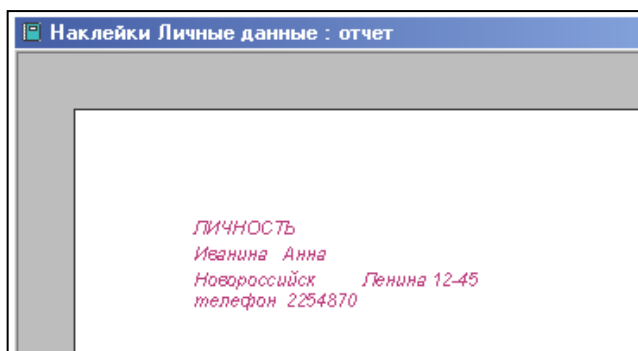 Наклейки Личные данные : отчет
ЛИЧНОСТЬ
Иванина Анна
Новороссийск Ленина 12-45
телефон 2254870